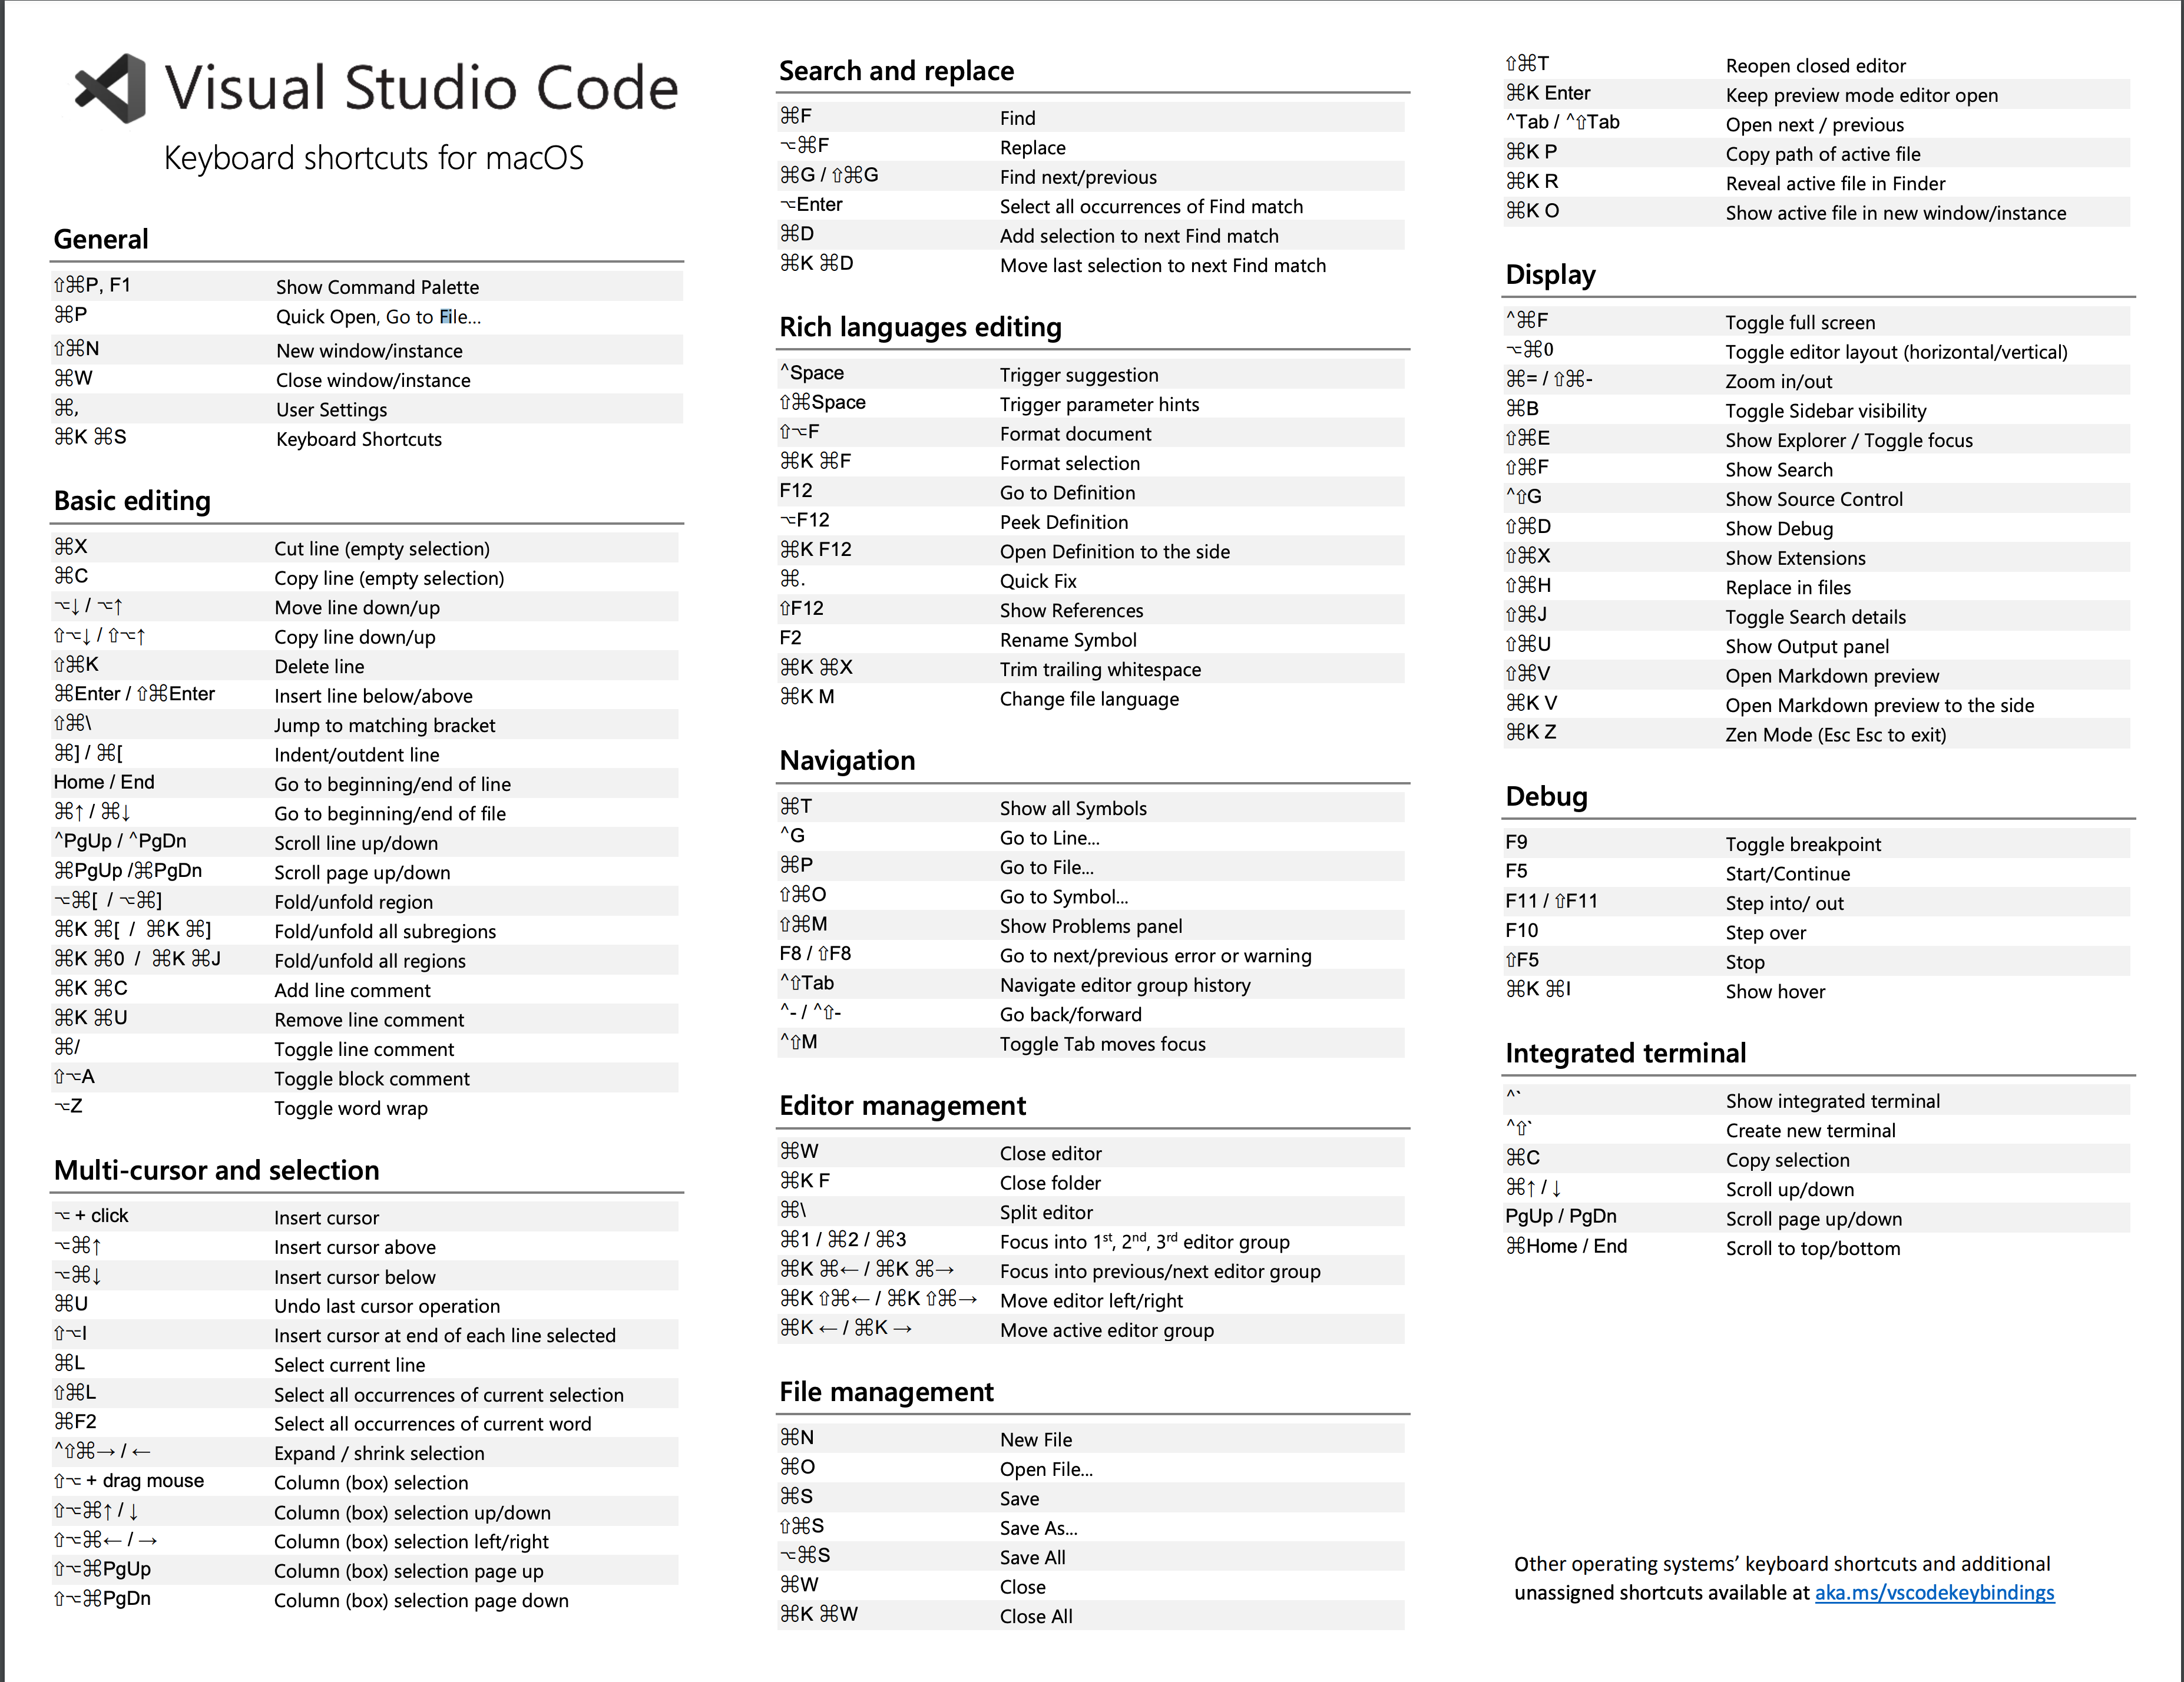 Visual Studio Code
Keyboard shortcuts for macOS
General
⇧⌘P, F1 Show Command Palette
⌘P Quick Open, Go to File...
⇧⌘N New window/instance
⌘W Close window/instance
⌘, User Settings
⌘K ⌘S Keyboard Shortcuts
Basic editing
⌘X Cut line (empty selection)
⌘C Copy line (empty selection)
⌥↓ / ⌥↑ Move line down/up
⇧⌥↓ / ⇧⌥↑ Copy line down/up
⇧⌘K Delete line
⌘Enter / ⇧⌘Enter Insert line below/above
⇧⌘\ Jump to matching bracket
⌘] / ⌘[ Indent/outdent line
Home / End Go to beginning/end of line
⌘↑ / ⌘↓ Go to beginning/end of file
^PgUp / ^PgDn Scroll line up/down
⌘PgUp /⌘PgDn Scroll page up/down
⌥⌘[ / ⌥⌘] Fold/unfold region
⌘K ⌘[ / ⌘K ⌘] Fold/unfold all subregions
⌘K ⌘0 / ⌘K ⌘J Fold/unfold all regions
⌘K ⌘C Add line comment
⌘K ⌘U Remove line comment
⌘/ Toggle line comment
⇧⌥A Toggle block comment
⌥Z Toggle word wrap
Multi-cursor and selection
⌥ + click Insert cursor
⌥⌘↑ Insert cursor above
⌥⌘↓ Insert cursor below
⌘U Undo last cursor operation
⇧⌥I Insert cursor at end of each line selected
⌘L Select current line
⇧⌘L Select all occurrences of current selection
⌘F2 Select all occurrences of current word
^⇧⌘→ / ← Expand / shrink selection
⇧⌥ + drag mouse Column (box) selection
⇧⌥⌘↑ / ↓ Column (box) selection up/down
⇧⌥⌘← / → Column (box) selection left/right
⇧⌥⌘PgUp Column (box) selection page up
⇧⌥⌘PgDn Column (box) selection page down
Search and replace
⌘F Find
⌥⌘F Replace
⌘G / ⇧⌘G Find next/previous
⌥Enter Select all occurrences of Find match
⌘D Add selection to next Find match
⌘K ⌘D Move last selection to next Find match
Rich languages editing
^Space Trigger suggestion
⇧⌘Space Trigger parameter hints
⇧⌥F Format document
⌘K ⌘F Format selection
F12 Go to Definition
⌥F12 Peek Definition
⌘K F12 Open Definition to the side
⌘. Quick Fix
⇧F12 Show References
F2 Rename Symbol
⌘K ⌘X Trim trailing whitespace
⌘K M Change file language
Navigation
⌘T Show all Symbols
^G Go to Line...
⌘P Go to File...
⇧⌘O Go to Symbol...
⇧⌘M Show Problems panel
F8 / ⇧F8 Go to next/previous error or warning
^⇧Tab Navigate editor group history
^- / ^⇧- Go back/forward
^⇧M Toggle Tab moves focus
Editor management
⌘W Close editor
⌘K F Close folder
⌘\ Split editor
⌘1 / ⌘2 / ⌘3 Focus into 1st, 2nd, 3rd editor group
⌘K ⌘← / ⌘K ⌘→ Focus into previous/next editor group
⌘K ⇧⌘← / ⌘K ⇧⌘→ Move editor left/right
⌘K ← / ⌘K → Move active editor group
File management
⌘N New File
⌘O Open File...
⌘S Save
⇧⌘S Save As...
⌥⌘S Save All
⌘W Close
⌘K ⌘W Close All
⇧⌘T Reopen closed editor
⌘K Enter Keep preview mode editor open
^Tab / ^⇧Tab Open next / previous
⌘K P Copy path of active file
⌘K R Reveal active file in Finder
⌘K O Show active file in new window/instance
Display
^⌘F Toggle full screen
⌥⌘0 Toggle editor layout (horizontal/vertical)
⌘= / ⇧⌘- Zoom in/out
⌘B Toggle Sidebar visibility
⇧⌘E Show Explorer / Toggle focus
⇧⌘F Show Search
^⇧G Show Source Control
⇧⌘D Show Debug
⇧⌘X Show Extensions
⇧⌘H Replace in files
⇧⌘J Toggle Search details
⇧⌘U Show Output panel
⇧⌘V Open Markdown preview
⌘K V Open Markdown preview to the side
⌘K Z Zen Mode (Esc Esc to exit)
Debug
F9 Toggle breakpoint
F5 Start/Continue
F11 / ⇧F11 Step into/ out
F10 Step over
⇧F5 Stop
⌘K ⌘I Show hover
Integrated terminal
^` Show integrated terminal
^⇧` Create new terminal
⌘C Copy selection
⌘↑ / ↓ Scroll up/down
PgUp / PgDn Scroll page up/down
⌘Home / End Scroll to top/bottom
Other operating systems’ keyboard shortcuts and additional
unassigned shortcuts available at aka.ms/vscodekeybindings